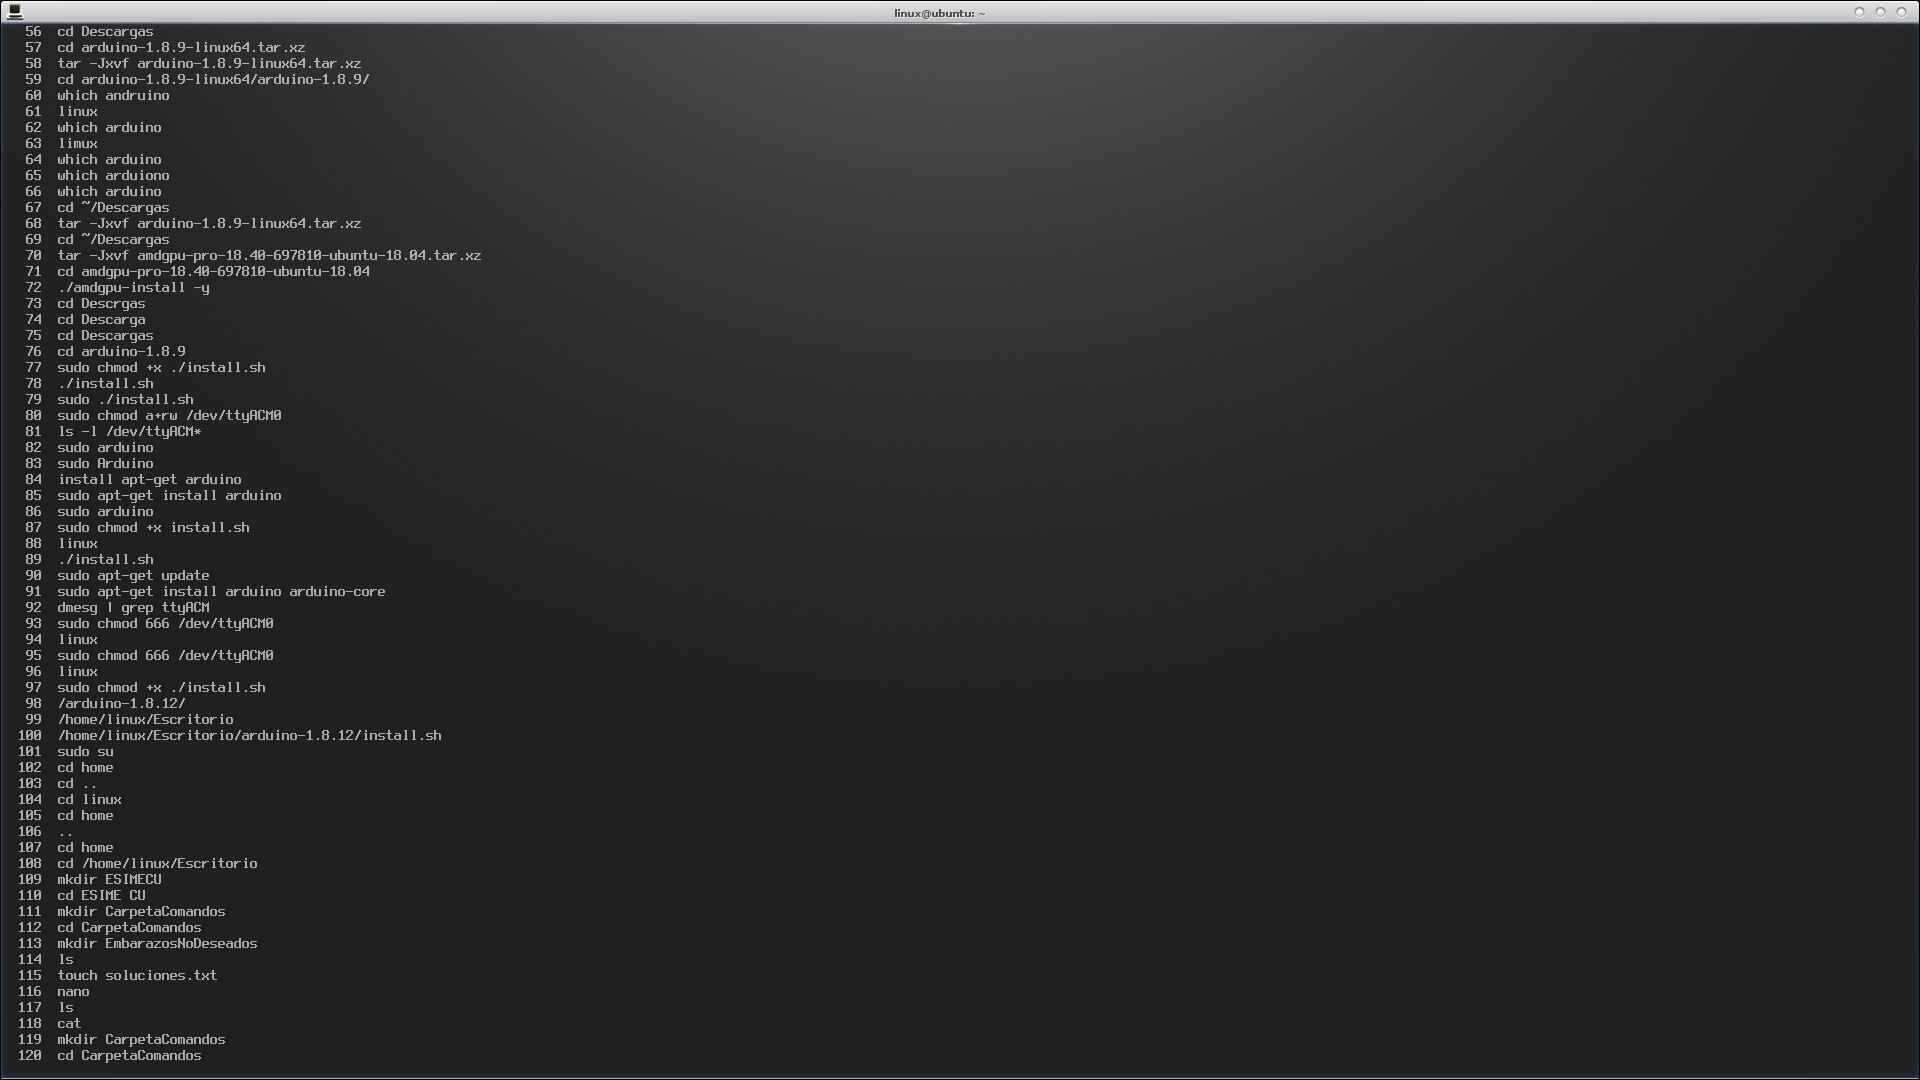 linux@ubuntu: ~
56 cd Descargas
57 cd arduino-1.8.9-linux64.tar.xz
58 tar -Jxvf arduino-1.8.9-linux64.tar.xz
59 cd arduino-1.8.9-linux64/arduino-1.8.9/
60 which andruino
61 linux
62 which arduino
63 limux
64 which arduino
65 which arduiono
66 which arduino
67 cd ~/Descargas
68 tar -Jxvf arduino-1.8.9-linux64.tar.xz
69 cd ~/Descargas
70 tar -Jxvf amdgpu-pro-18.40-697810-ubuntu-18.04.tar.xz
71 cd amdgpu-pro-18.40-697810-ubuntu-18.04
72 ./amdgpu-install -y
73 cd Descrgas
74 cd Descarga
75 cd Descargas
76 cd arduino-1.8.9
77 sudo chmod +x ./install.sh
78 ./install.sh
79 sudo ./install.sh
80 sudo chmod a+rw /dev/ttyACM0
81 ls -l /dev/ttyACM*
82 sudo arduino
83 sudo Arduino
84 install apt-get arduino
85 sudo apt-get install arduino
86 sudo arduino
87 sudo chmod +x install.sh
88 linux
89 ./install.sh
90 sudo apt-get update
91 sudo apt-get install arduino arduino-core
92 dmesg | grep ttyACM
93 sudo chmod 666 /dev/ttyACM0
94 linux
95 sudo chmod 666 /dev/ttyACM0
96 linux
97 sudo chmod +x ./install.sh
98 /arduino-1.8.12/
99 /home/linux/Escritorio
100 /home/linux/Escritorio/arduino-1.8.12/install.sh
101 sudo su
102 cd home
103 cd ..
104 cd linux
105 cd home
106 ..
107 cd home
108 cd /home/linux/Escritorio
109 mkdir ESIMECU
110 cd ESIME CU
111 mkdir CarpetaComandos
112 cd CarpetaComandos
113 mkdir EmbarazosNoDeseados
114 ls
115 touch soluciones.txt
116 nano
117 ls
118 cat
119 mkdir CarpetaComandos
120 cd CarpetaComandos